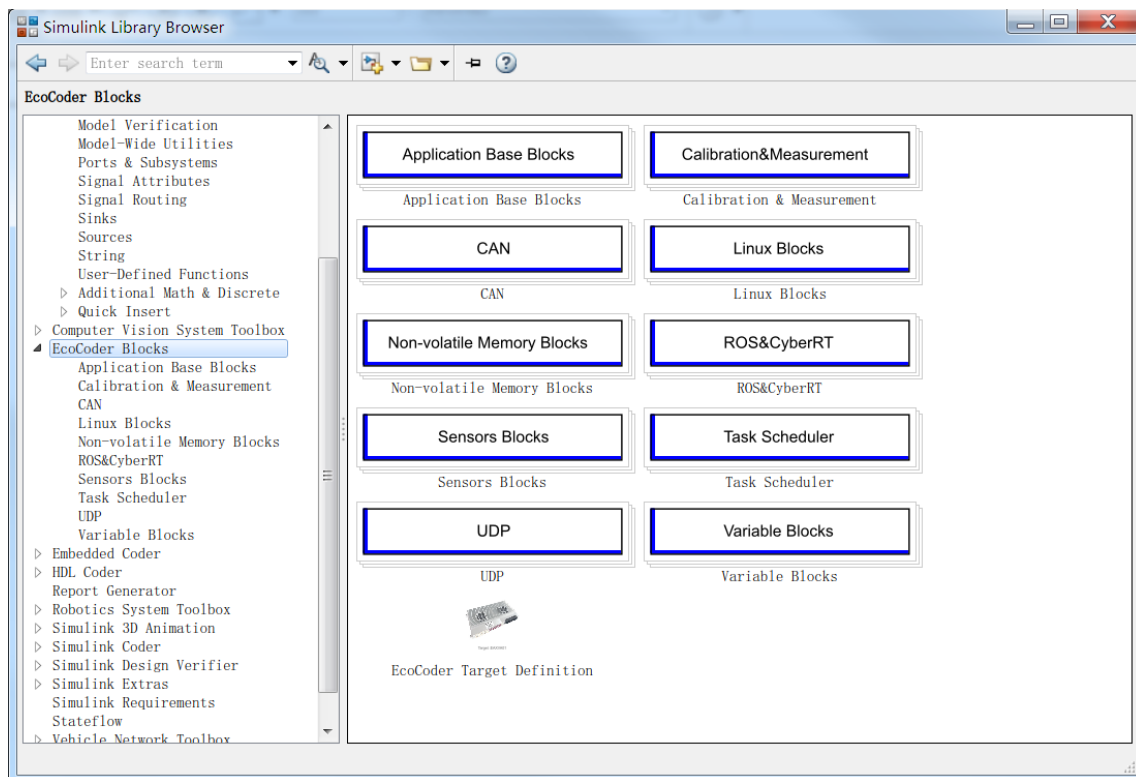 Simulink Library Browser
Enter search term
EcoCoder Blocks
Model Verification
Model-Wide Utilities
Ports & Subsystems
Signal Attributes
Signal Routing
Sinks
Sources
String
User-Defined Functions
Additional Math & Discrete
Quick Insert
Computer Vision System Toolbox
EcoCoder Blocks
Application Base Blocks
Calibration & Measurement
CAN
Linux Blocks
Non-volatile Memory Blocks
ROS&CyberRT
Sensors Blocks
Task Scheduler
UDP
Variable Blocks
Embedded Coder
HDL Coder
Report Generator
Robotics System Toolbox
Simulink 3D Animation
Simulink Coder
Simulink Design Verifier
Simulink Extras
Simulink Requirements
Stateflow
Vehicle Network Toolbox
Application Base Blocks
Calibration&Measurement
Application Base Blocks
Calibration & Measurement
CAN
Linux Blocks
CAN
Linux Blocks
Non-volatile Memory Blocks
ROS&CyberRT
Non-volatile Memory Blocks
ROS&CyberRT
Sensors Blocks
Task Scheduler
Sensors Blocks
Task Scheduler
UDP
Variable Blocks
UDP
Variable Blocks
EcoCoder Target Definition